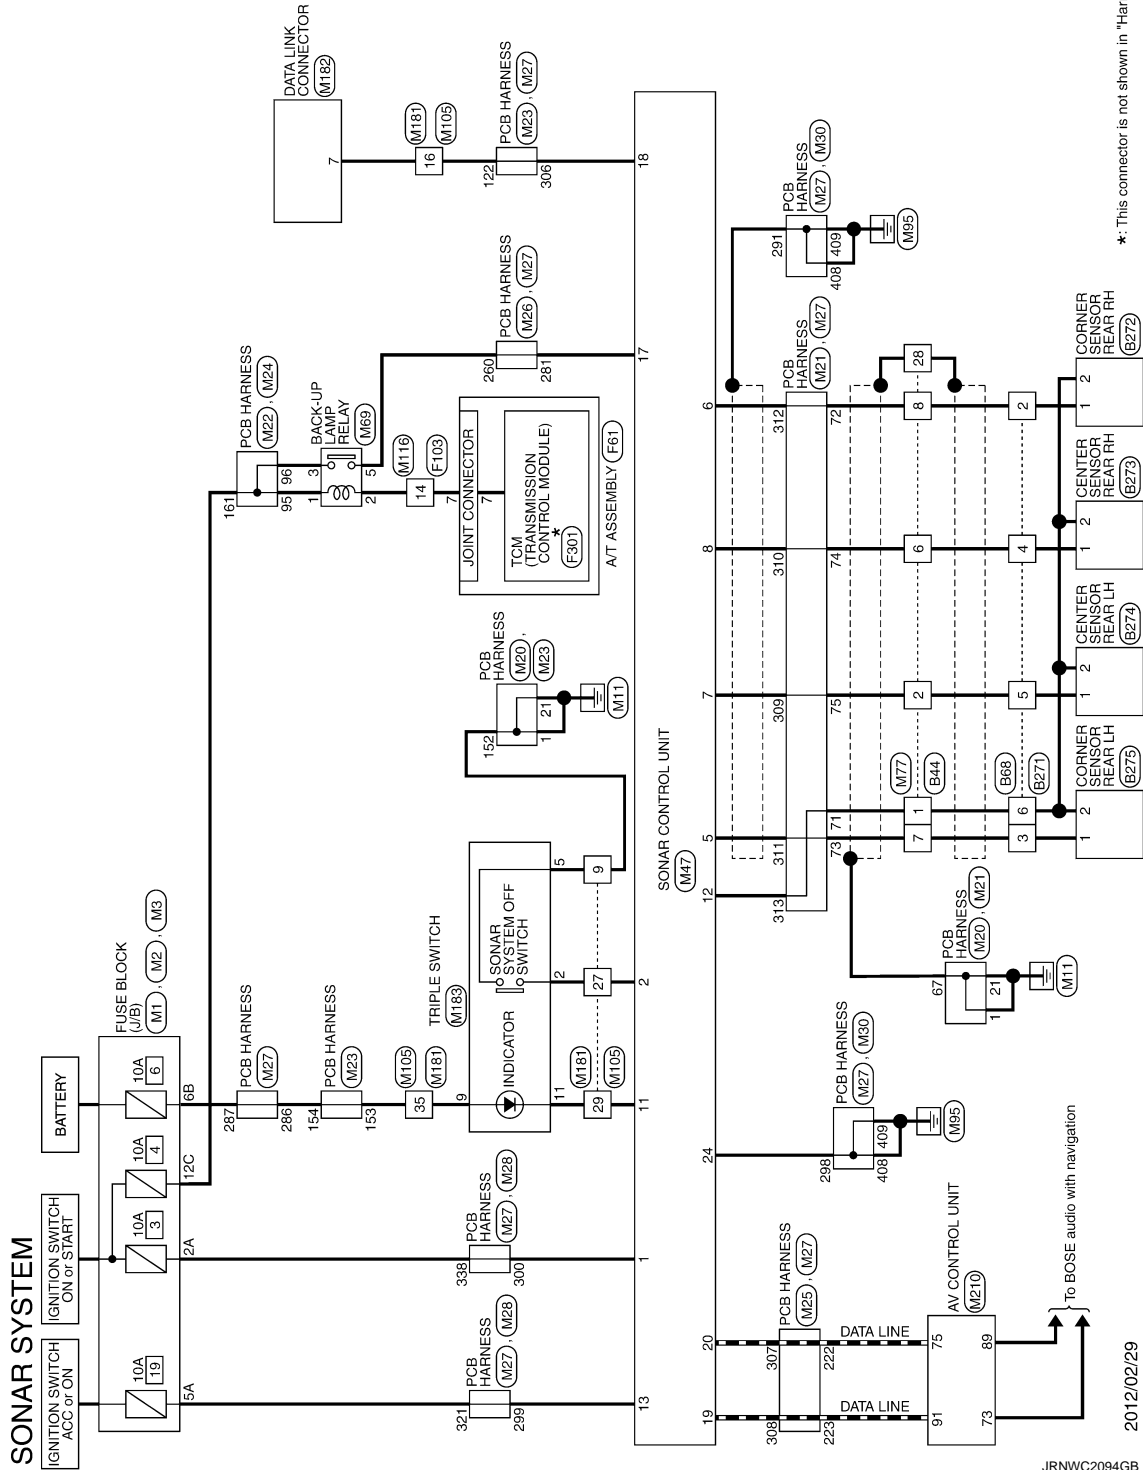 SONAR SYSTEM
IGNITION SWITCH
ACC or ON
IGNITION SWITCH
ON or START
BATTERY
FUSE BLOCK
(J/B)
M1 , M2 , M3
10A
19
10A
3
10A
4
10A
6
5A
2A
12C
6B
321
299
PCB
HARNESS
M27 , M28
338
300
PCB
HARNESS
M27 , M28
287
286
PCB HARNESS
M27
154
153
PCB HARNESS
M23
35
M105
M181
TRIPLE SWITCH
M183
9
INDICATOR
SONAR
SYSTEM OFF
SWITCH
11
2
5
29
27
9
M181
M105
152
1
21
PCB
HARNESS
M20 ,
M23
M11
161
95
96
PCB HARNESS
M22 , M24
1
3
2
5
BACK-UP
LAMP
RELAY
M69
14
M116
F103
7
JOINT CONNECTOR
7
TCM
(TRANSMISSION
CONTROL MODULE)
*
F301
A/T ASSEMBLY F61
260
281
PCB HARNESS
M26 , M27
DATA LINK
CONNECTOR
M182
7
16
M181
M105
122
306
PCB HARNESS
M23 , M27
13
1
11
2
17
18
SONAR CONTROL UNIT
M47
19
20
24
12
5
7
8
6
308
307
223
222
PCB HARNESS
M25 , M27
DATA LINE
DATA LINE
91
75
73
89
AV CONTROL UNIT
M210
To BOSE audio with navigation
298
408
409
PCB HARNESS
M27 , M30
M95
67
1
21
PCB
HARNESS
M20 , M21
M11
313
311
309
310
312
73
71
75
74
72
PCB
HARNESS
M21 , M27
291
408
409
PCB
HARNESS
M27 , M30
M95
7
1
2
6
8
28
M77
B44
3
6
5
4
2
B68
B271
1
2
CORNER
SENSOR
REAR LH
B275
1
2
CENTER
SENSOR
REAR LH
B274
1
2
CENTER
SENSOR
REAR RH
B273
1
2
CORNER
SENSOR
REAR RH
B272
*: This connector is not shown in "Har
2012/02/29
JRNWC2094GB